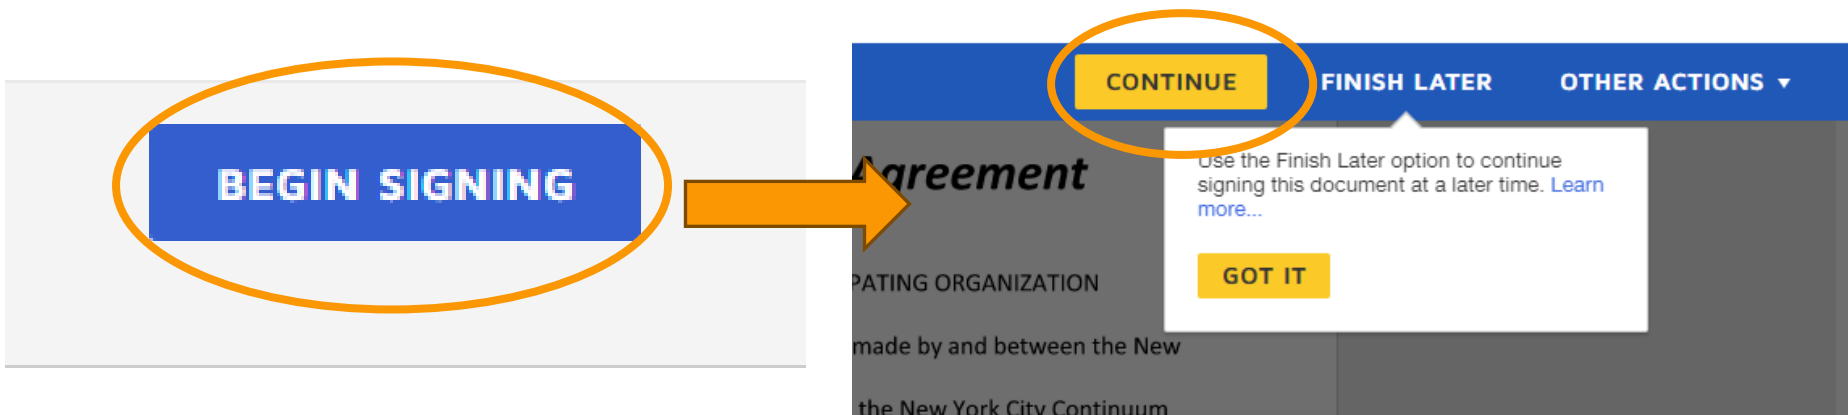 BEGIN SIGNING
CONTINUE
FINISH LATER
OTHER ACTIONS
Agreement
Use the Finish Later option to continue
signing this document at a later time. Learn
more...
GOT IT
PATING ORGANIZATION
made by and between the New
the New York City Continuum